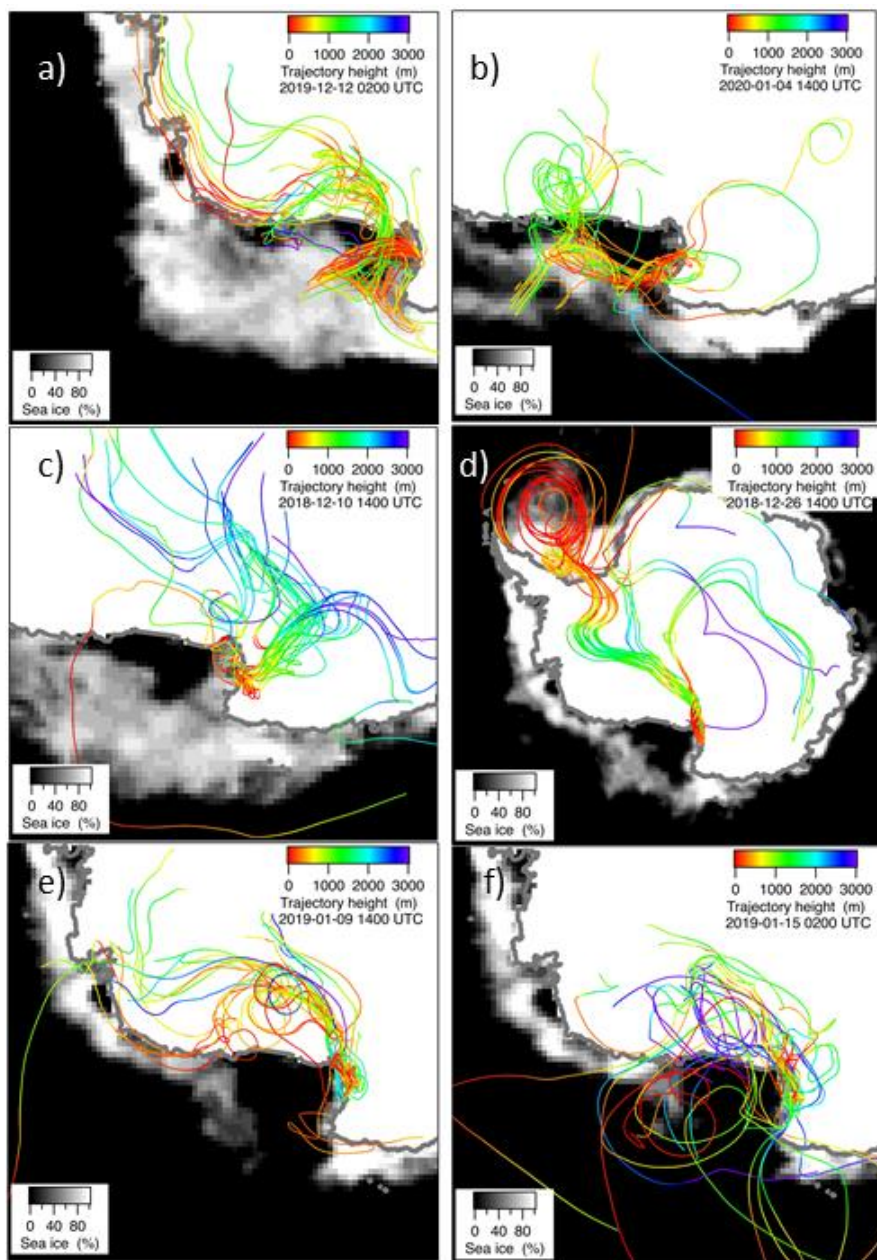 a)
0 1000 2000 3000
Trajectory height (m)
2019-12-12 0200 UTC
0 40 80
Sea ice (%)
b)
0 1000 2000 3000
Trajectory height (m)
2020-01-04 1400 UTC
0 40 80
Sea ice (%)
c)
0 1000 2000 3000
Trajectory height (m)
2018-12-10 1400 UTC
0 40 80
Sea ice (%)
d)
0 1000 2000 3000
Trajectory height (m)
2018-12-26 1400 UTC
0 40 80
Sea ice (%)
e)
0 1000 2000 3000
Trajectory height (m)
2019-01-09 1400 UTC
0 40 80
Sea ice (%)
f)
0 1000 2000 3000
Trajectory height (m)
2019-01-15 0200 UTC
0 40 80
Sea ice (%)